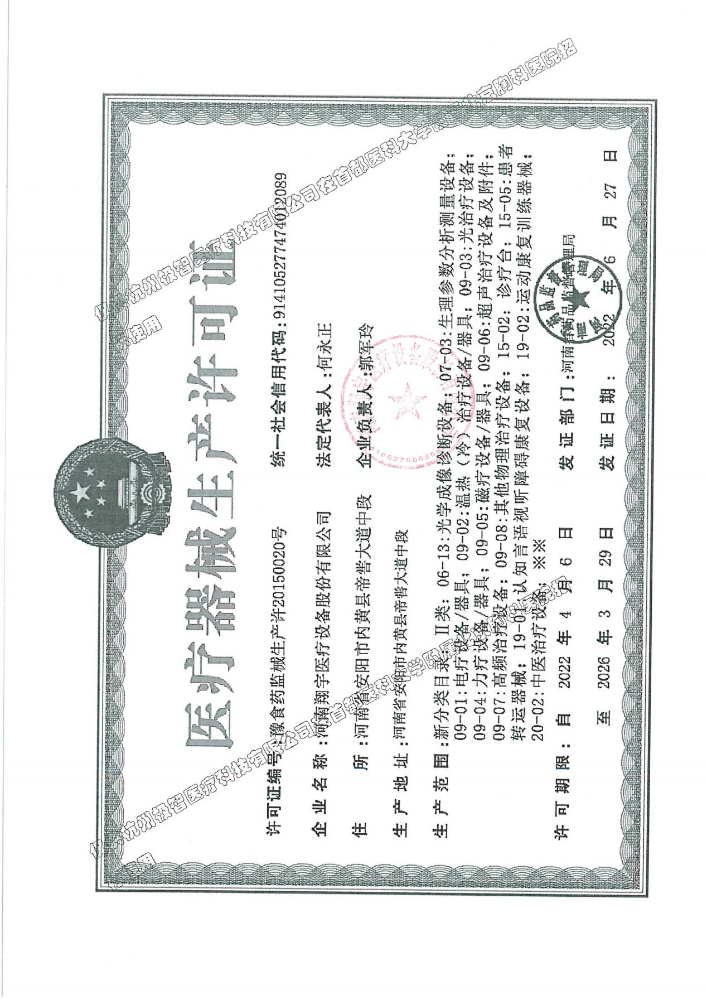 医疗器械生产许可证
许可证编号:豫食药监械生产许20150020号 统一社会信用代码:914105277474012089
企业名称:河南翔宇医疗设备股份有限公司 法定代表人:何永正
住所:河南省安阳市内黄县帝喾大道中段 企业负责人:郭军玲
生产地址:河南省安阳市内黄县帝喾大道中段
生产范围:新分类目录:Ⅱ类:06-13:光学成像诊断设备;07-03:生理参数分析测量设备;
09-01:电疗设备/器具;09-02:温热(冷)治疗设备/器具;09-03:光治疗设备;
09-04:力疗设备/器具;09-05:磁疗设备/器具;09-06:超声治疗设备及附件;
09-07:高频治疗设备;09-08:其他物理治疗设备;15-02:诊疗台;15-05:患者
转运器械;19-01:认知言语视听障碍康复设备;19-02:运动康复训练器械;
20-02:中医治疗设备;※※
许可期限:自 2022 年 4 月 6 日 发证部门:河南省药品监督管理局
至 2026 年 3 月 29 日 发证日期:2022 年 6 月 27 日
杭州极智医疗科技有限公司在首都医科大学附属北京胸科医院招
使用
杭州极智医疗科技有限公司在首都医科大学附属北京胸科医院招
使用